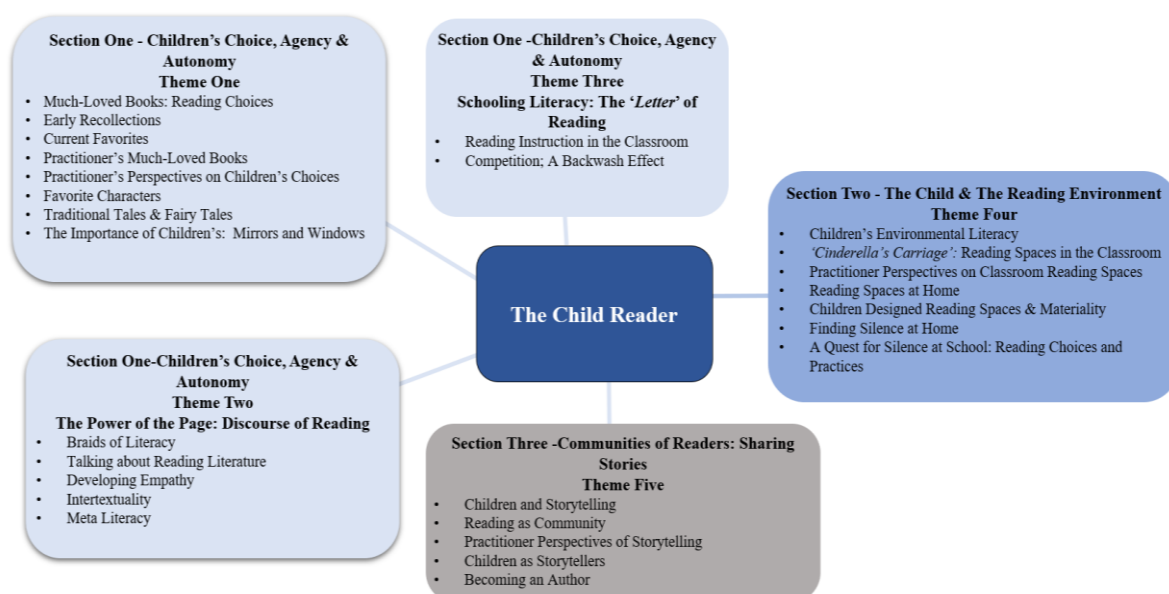 Section One - Children's Choice, Agency &
Autonomy
Theme One
• Much-Loved Books: Reading Choices
• Early Recollections
• Current Favorites
• Practitioner's Much-Loved Books
• Practitioner's Perspectives on Children's Choices
• Favorite Characters
• Traditional Tales & Fairy Tales
• The Importance of Children's: Mirrors and Windows
Section One -Children's Choice, Agency
& Autonomy
Theme Three
Schooling Literacy: The 'Letter' of
Reading
• Reading Instruction in the Classroom
• Competition; A Backwash Effect
Section Two - The Child & The Reading Environment
Theme Four
• Children's Environmental Literacy
• 'Cinderella's Carriage': Reading Spaces in the Classroom
• Practitioner Perspectives on Classroom Reading Spaces
• Reading Spaces at Home
• Children Designed Reading Spaces & Materiality
• Finding Silence at Home
• A Quest for Silence at School: Reading Choices and
Practices
The Child Reader
Section One-Children's Choice, Agency &
Autonomy
Theme Two
The Power of the Page: Discourse of Reading
• Braids of Literacy
• Talking about Reading Literature
• Developing Empathy
• Intertextuality
• Meta Literacy
Section Three -Communities of Readers: Sharing
Stories
Theme Five
• Children and Storytelling
• Reading as Community
• Practitioner Perspectives of Storytelling
• Children as Storytellers
• Becoming an Author